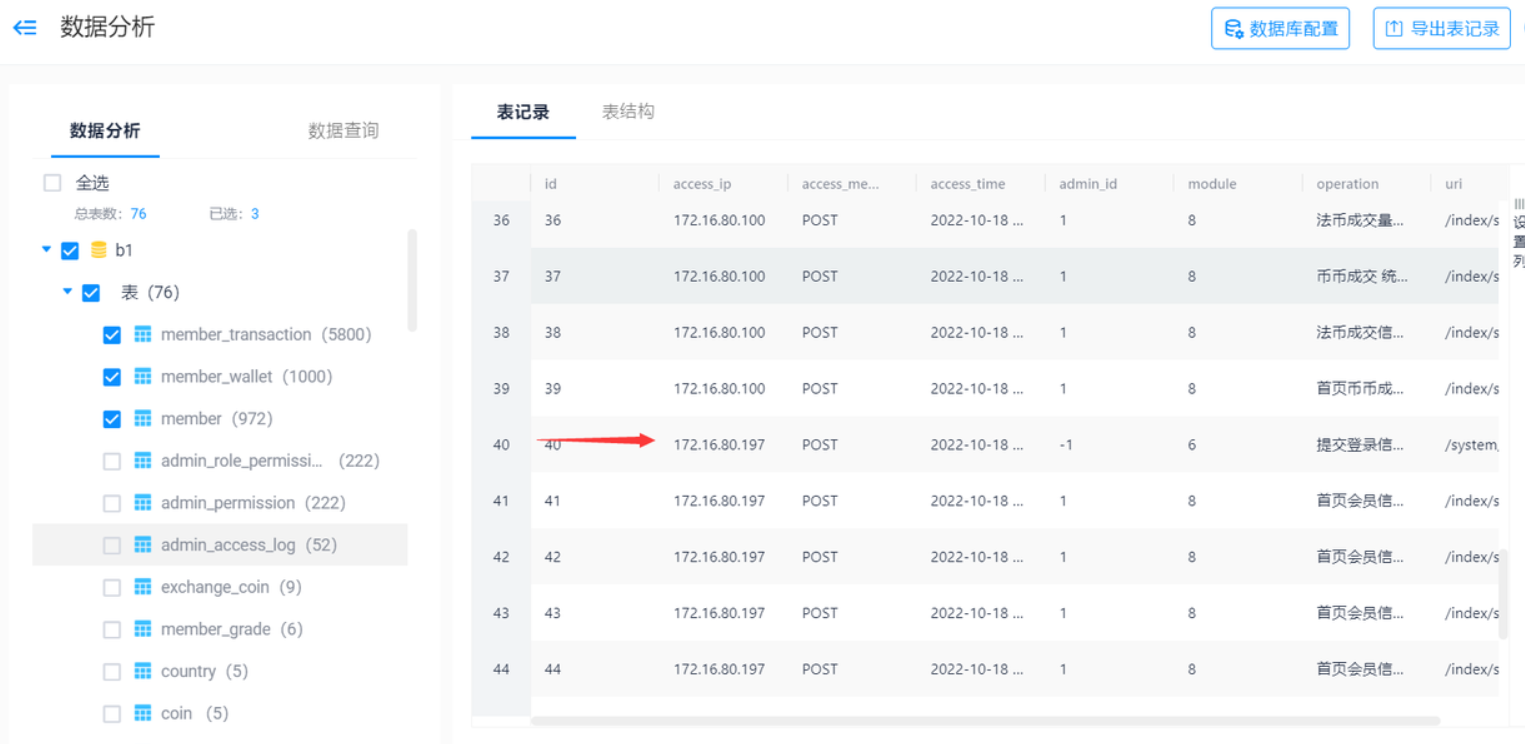 数据分析
数据库配置
导出表记录
数据分析 数据查询
全选
总表数: 76 已选: 3
b1
表 (76)
member_transaction (5800)
member_wallet (1000)
member (972)
admin_role_permissi... (222)
admin_permission (222)
admin_access_log (52)
exchange_coin (9)
member_grade (6)
country (5)
coin (5)
表记录 表结构
id access_ip access_me... access_time admin_id module operation uri
36 36 172.16.80.100 POST 2022-10-18 ... 1 8 法币成交量... /index/s
37 37 172.16.80.100 POST 2022-10-18 ... 1 8 币币成交 统... /index/s
38 38 172.16.80.100 POST 2022-10-18 ... 1 8 法币成交信... /index/s
39 39 172.16.80.100 POST 2022-10-18 ... 1 8 首页币币成... /index/s
40 40 172.16.80.197 POST 2022-10-18 ... -1 6 提交登录信... /system_
41 41 172.16.80.197 POST 2022-10-18 ... 1 8 首页会员信... /index/s
42 42 172.16.80.197 POST 2022-10-18 ... 1 8 首页会员信... /index/s
43 43 172.16.80.197 POST 2022-10-18 ... 1 8 首页会员信... /index/s
44 44 172.16.80.197 POST 2022-10-18 ... 1 8 首页会员信... /index/s
设
置
列